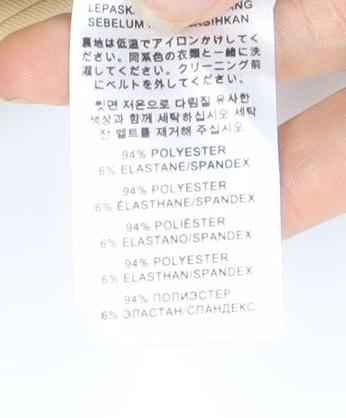 LEPASK
SEBELUM
裏地は低温でアイロンかけしてく
ださい。同系色の衣類と一緒に洗
濯してください。クリーニング前
にベルトを外してください。
뒷면 저온으로 다림질 유사한
색상과 함께 세탁하십시오 세탁
전 벨트를 제거해 주십시오.
94% POLYESTER
6% ELASTANE/SPANDEX
94% POLYESTER
6% ÉLASTHANE/SPANDEX
94% POLIÉSTER
6% ELASTANO/SPANDEX
94% POLYESTER
6% ELASTHAN/SPANDEX
94% ПОЛИЭСТЕР
6% ЭЛАСТАН/СПАНДЕКС